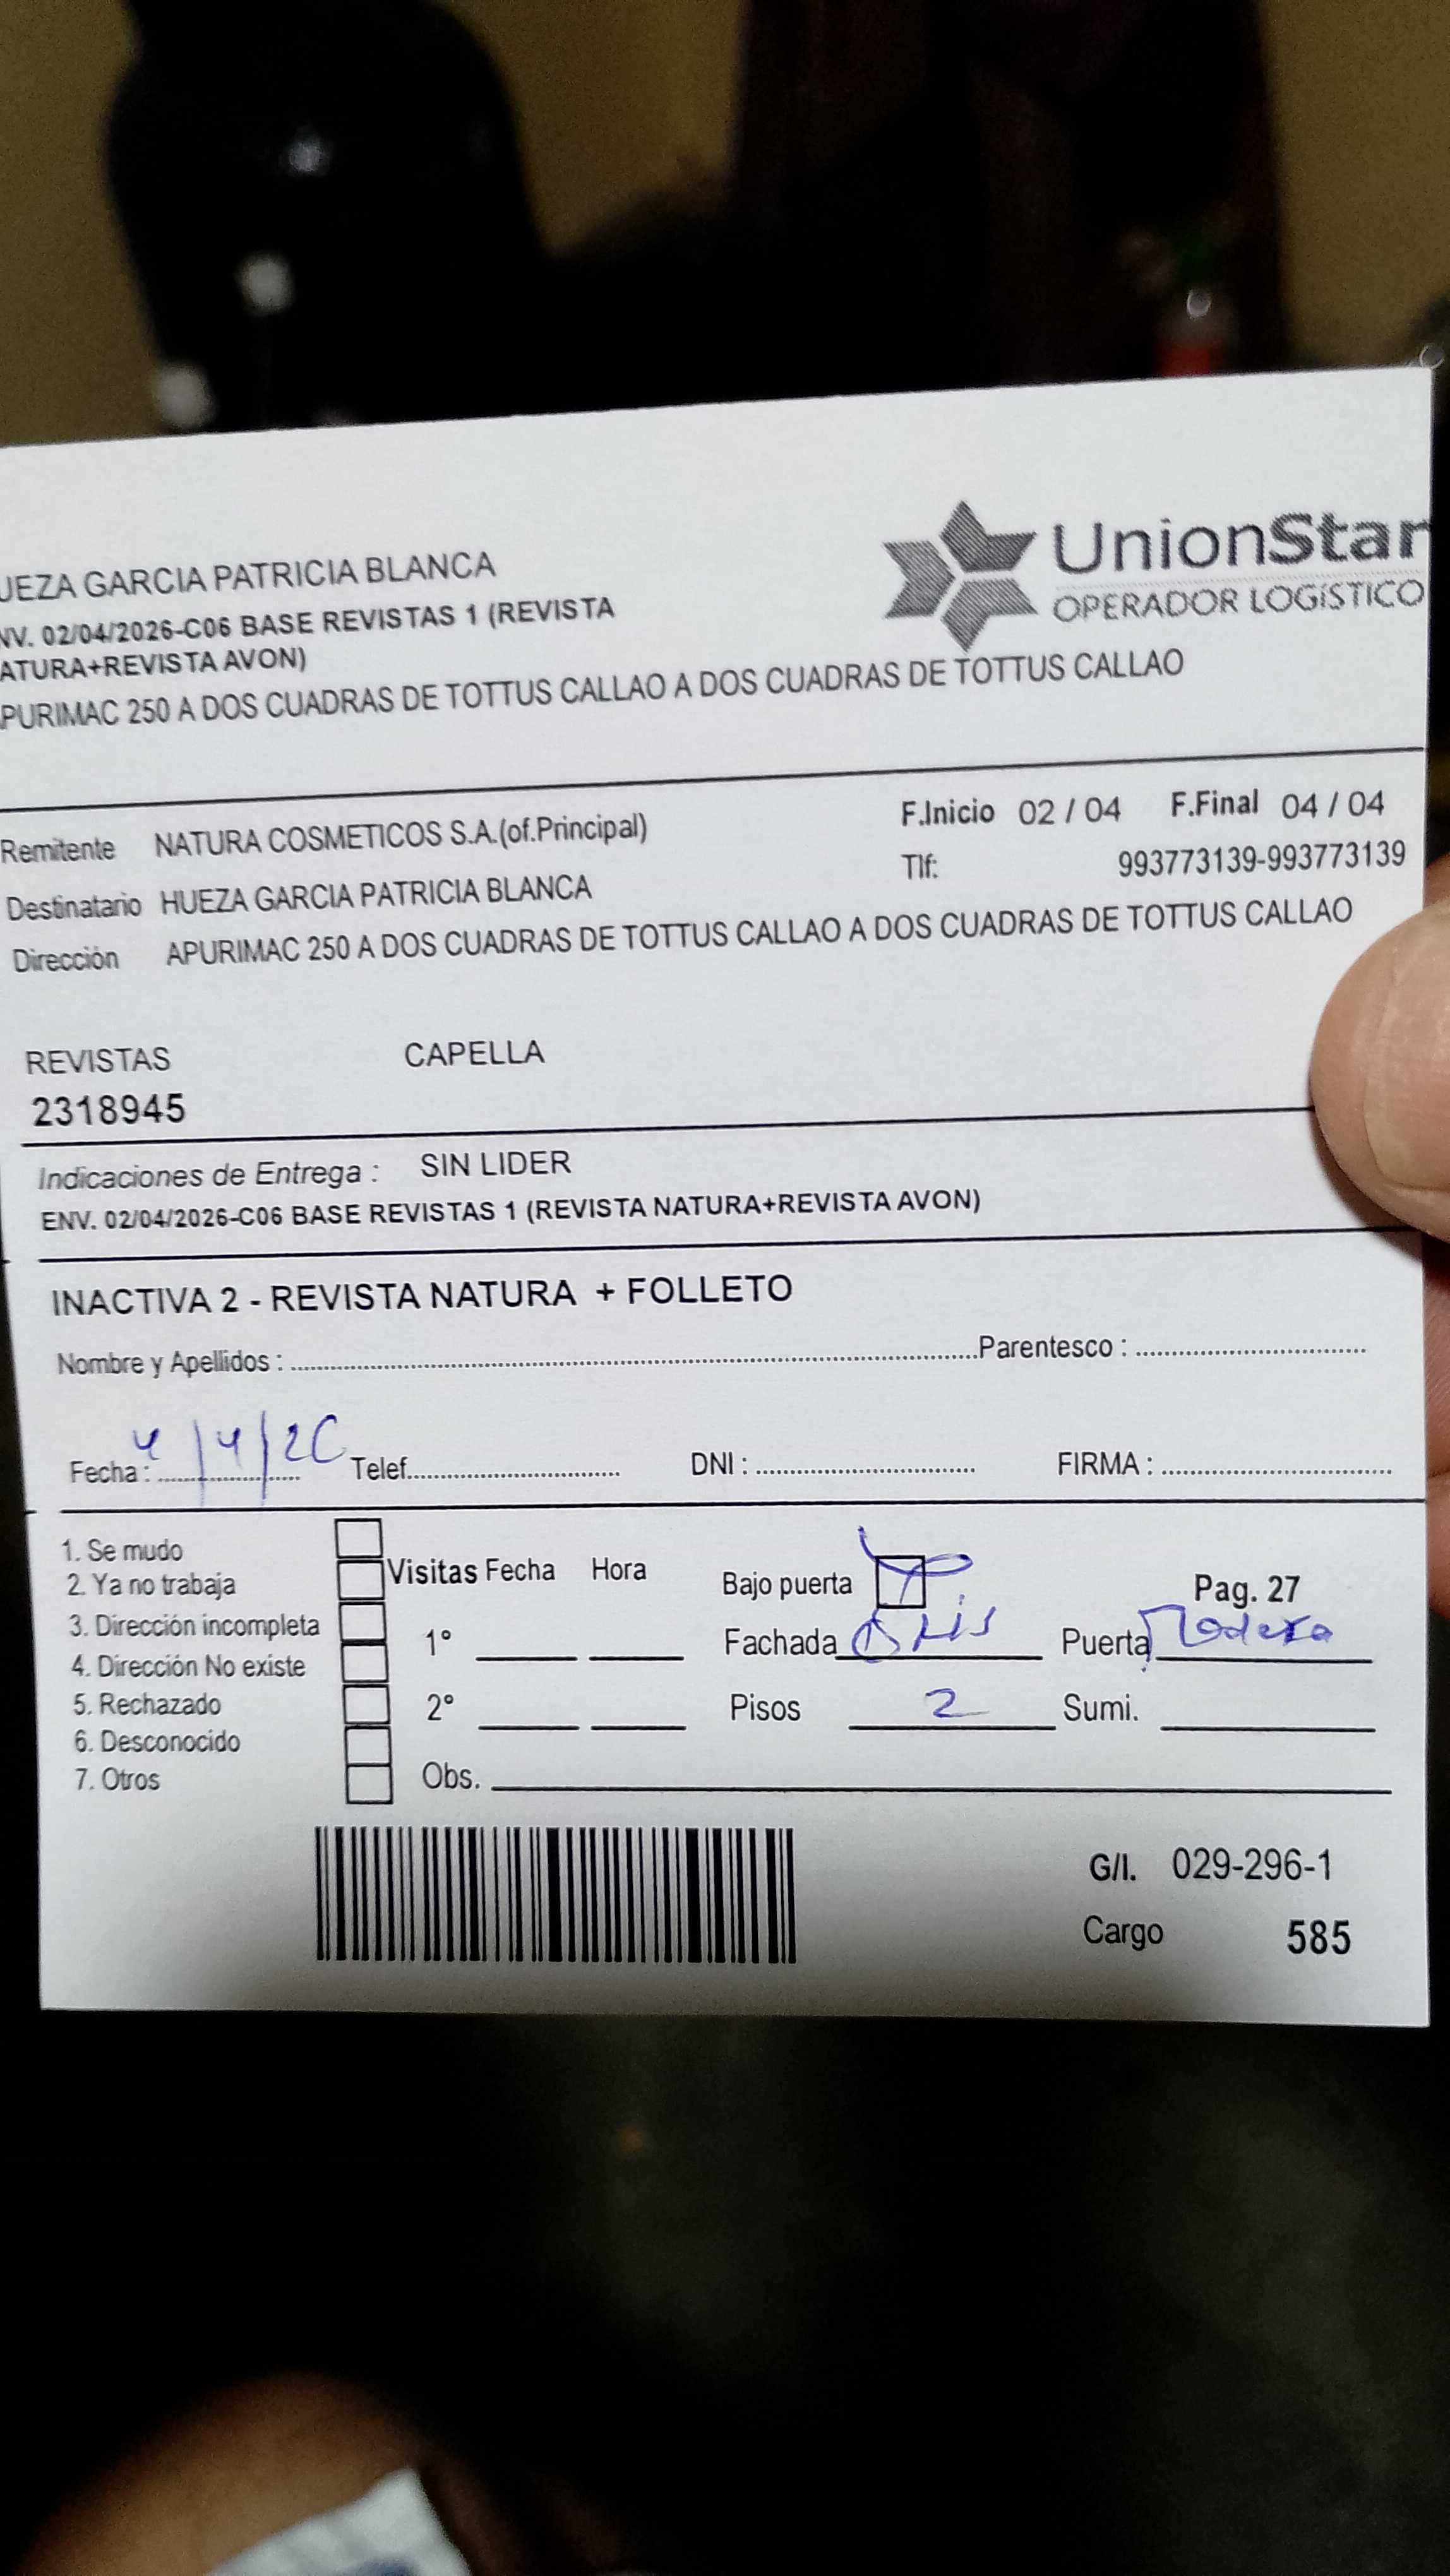 UEZA GARCIA PATRICIA BLANCA
NV. 02/04/2026-C06 BASE REVISTAS 1 (REVISTA
ATURA+REVISTA AVON)
PURIMAC 250 A DOS CUADRAS DE TOTTUS CALLAO A DOS CUADRAS DE TOTTUS CALLAO
UnionStar
OPERADOR LOGíSTICO
Remitente NATURA COSMETICOS S.A.(of.Principal)
F.Inicio 02 / 04 F.Final 04 / 04
Tlf: 993773139-993773139
Destinatario HUEZA GARCIA PATRICIA BLANCA
Dirección APURIMAC 250 A DOS CUADRAS DE TOTTUS CALLAO A DOS CUADRAS DE TOTTUS CALLAO
REVISTAS CAPELLA
2318945
Indicaciones de Entrega : SIN LIDER
ENV. 02/04/2026-C06 BASE REVISTAS 1 (REVISTA NATURA+REVISTA AVON)
INACTIVA 2 - REVISTA NATURA + FOLLETO
Nombre y Apellidos : Parentesco :
Fecha : 4/4/26 Telef. DNI : FIRMA :
1. Se mudo
2. Ya no trabaja
3. Dirección incompleta
4. Dirección No existe
5. Rechazado
6. Desconocido
7. Otros
Visitas Fecha Hora
1°
2°
Obs.
Bajo puerta Pag. 27
Fachada Puerta Madera
Pisos 2 Sumi.
G/I. 029-296-1
Cargo 585